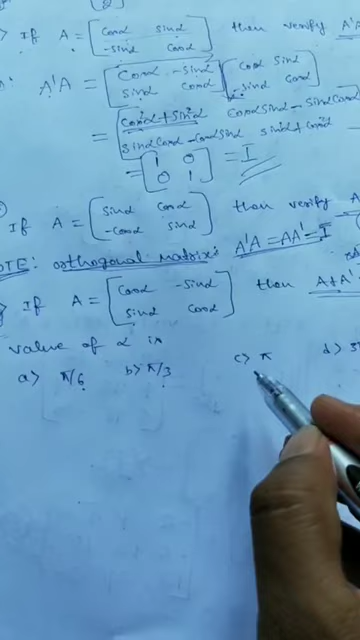 If A = [cosα sinα
-sinα cosα] then verify A'A
A'A = [cosα -sinα
sinα cosα] [cosα sinα
-sinα cosα]
= [cos²α+sin²α cosαsinα-sinαcosα
sinαcosα-cosαsinα sin²α+cos²α]
= [1 0
0 1] = I
If A = [sinα cosα
-cosα sinα] then verify
NOTE: orthogonal matrix: A'A = AA' = I
If A = [cosα -sinα
sinα cosα] then A+A'
value of α is
a> π/6 b> π/3 c> π d> 3π